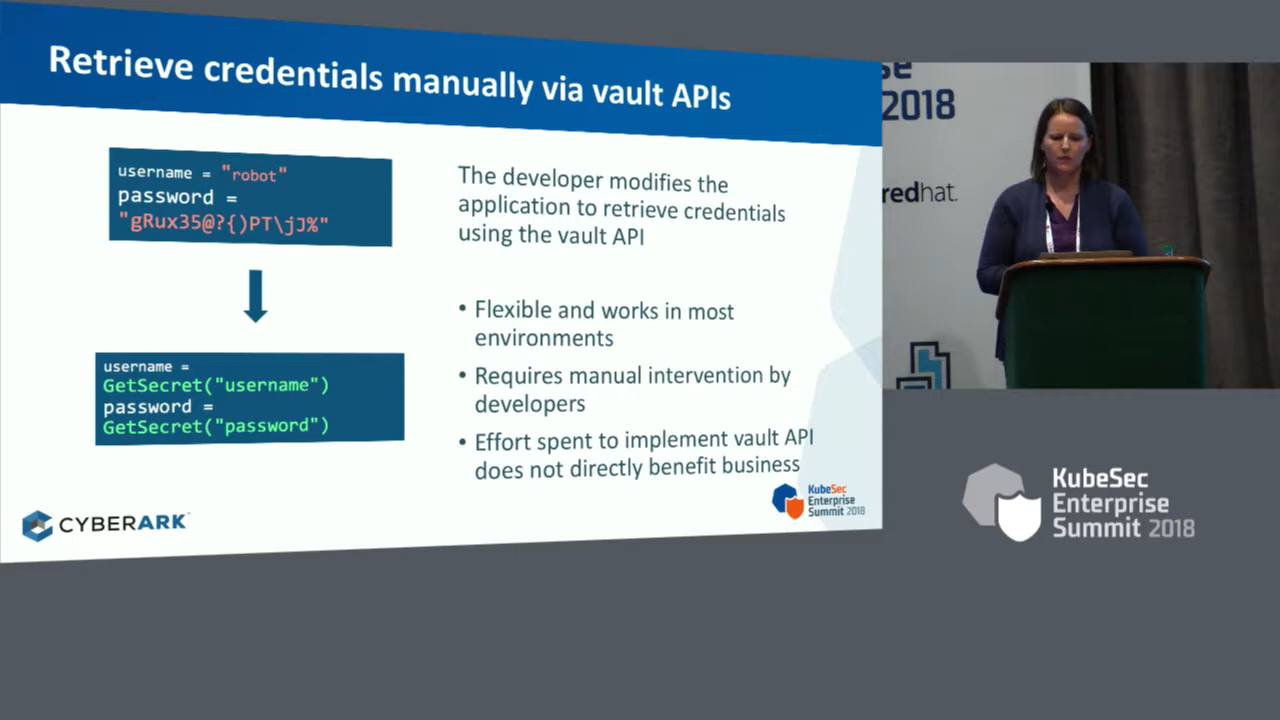 Retrieve credentials manually via vault APIs
username = "robot"
password =
"gRux35@?{)PT\jJ%"
username =
GetSecret("username")
password =
GetSecret("password")
The developer modifies the
application to retrieve credentials
using the vault API
• Flexible and works in most
environments
• Requires manual intervention by
developers
• Effort spent to implement vault API
does not directly benefit business
CYBERARK
KubeSec
Enterprise
Summit 2018
se
2018
redhat.
KubeSec
Enterprise
Summit 2018